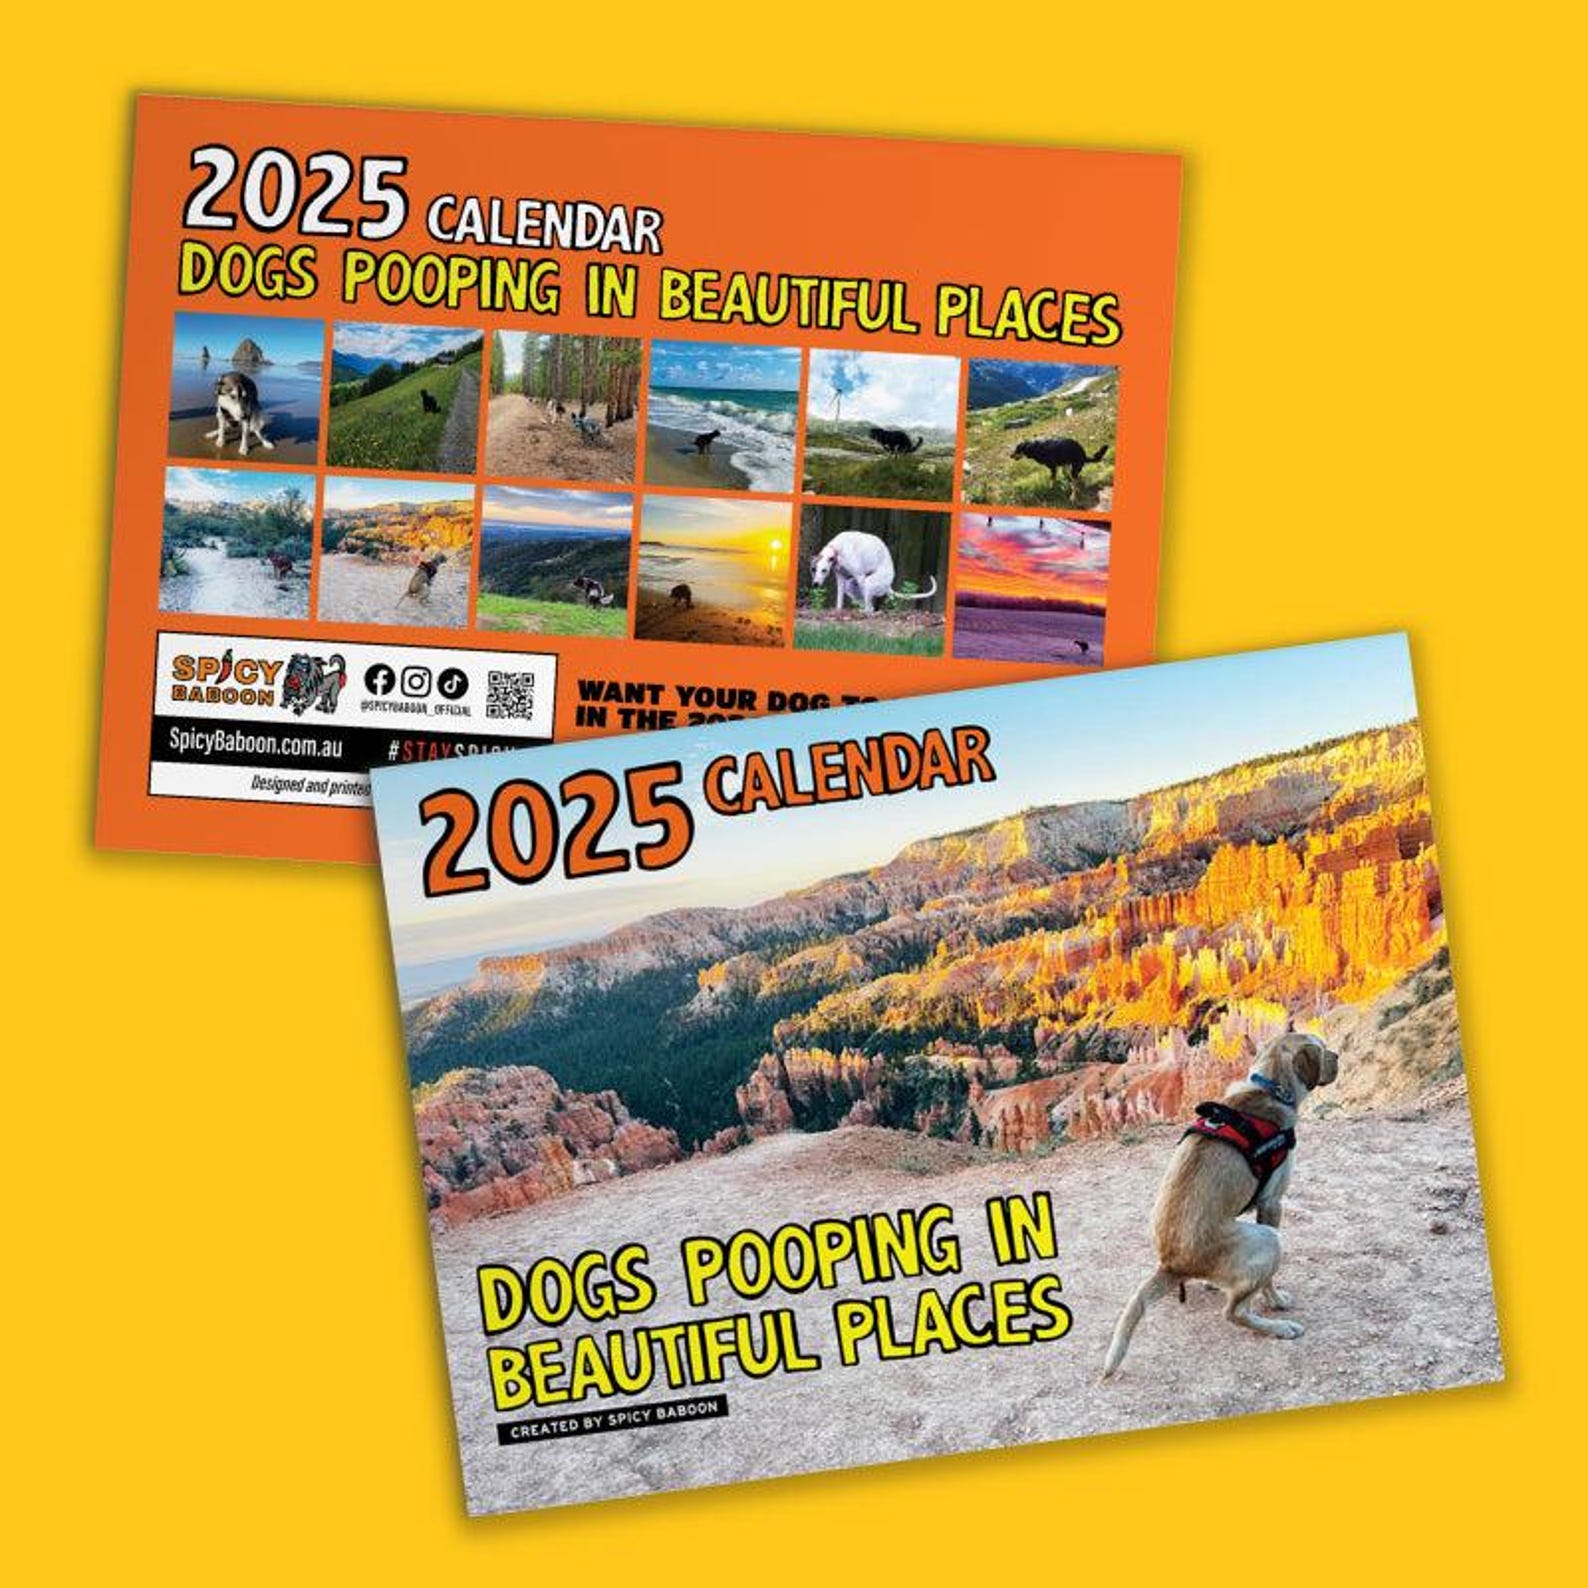 2025 CALENDAR
DOGS POOPING IN BEAUTIFUL PLACES
SPICY
BABOON
@SPICYBABOON_OFFICIAL
SpicyBaboon.com.au
#STAYSPICY
Designed and printed
WANT YOUR DOG TO
IN THE
2025 CALENDAR
DOGS POOPING IN
BEAUTIFUL PLACES
CREATED BY SPICY BABOON